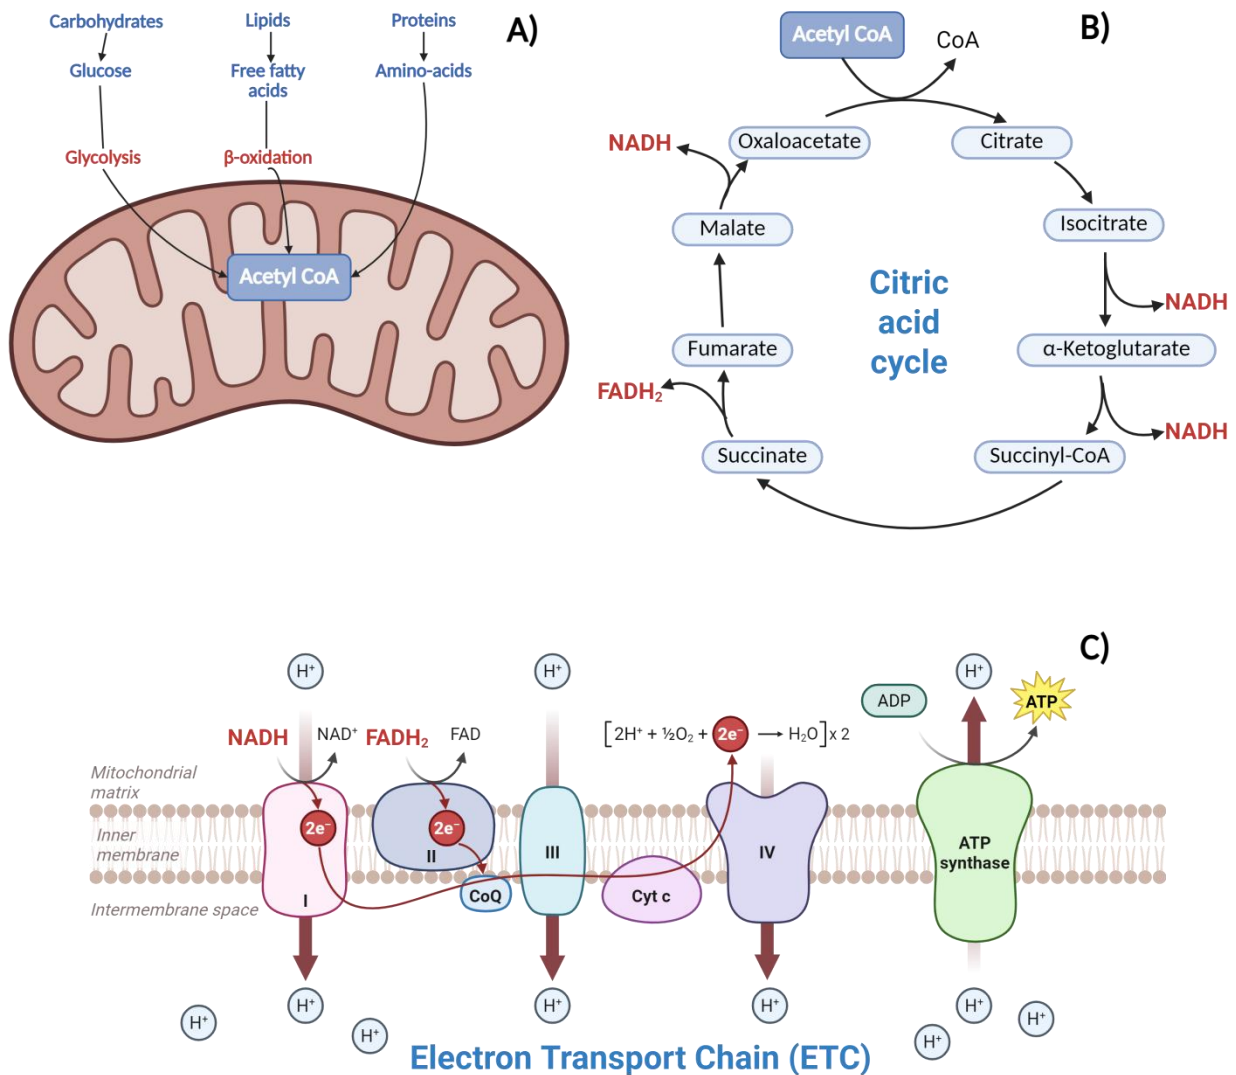 A)
Carbohydrates
Lipids
Proteins
Glucose
Free fatty
acids
Amino-acids
Glycolysis
β-oxidation
Acetyl CoA
B)
Acetyl CoA
CoA
NADH
Oxaloacetate
Citrate
Malate
Isocitrate
Citric
acid
cycle
NADH
Fumarate
α-Ketoglutarate
FADH₂
NADH
Succinate
Succinyl-CoA
C)
H⁺
H⁺
H⁺
ADP
ATP
NADH
NAD⁺
FADH₂
FAD
[2H⁺ + ½O₂ + 2e⁻ → H₂O] x 2
Mitochondrial
matrix
Inner
membrane
Intermembrane space
2e⁻
2e⁻
I
II
III
IV
CoQ
Cyt c
ATP
synthase
H⁺
H⁺
H⁺
H⁺
H⁺
H⁺
H⁺
H⁺
Electron Transport Chain (ETC)